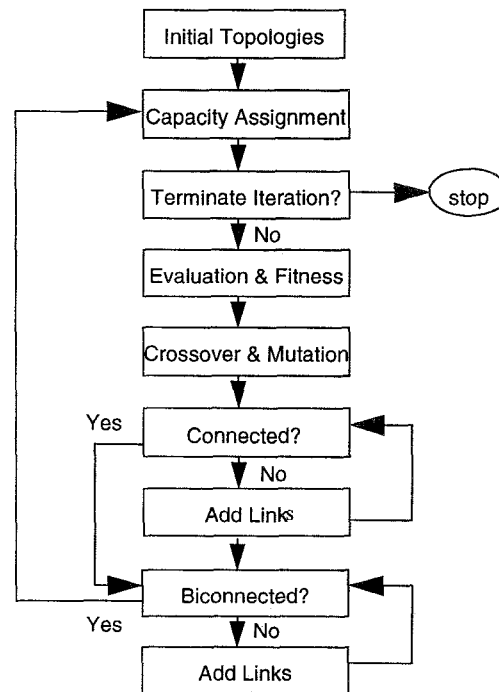 Initial Topologies
Capacity Assignment
Terminate Iteration?
stop
No
Evaluation & Fitness
Crossover & Mutation
Yes
Connected?
No
Add Links
Biconnected?
Yes
No
Add Links